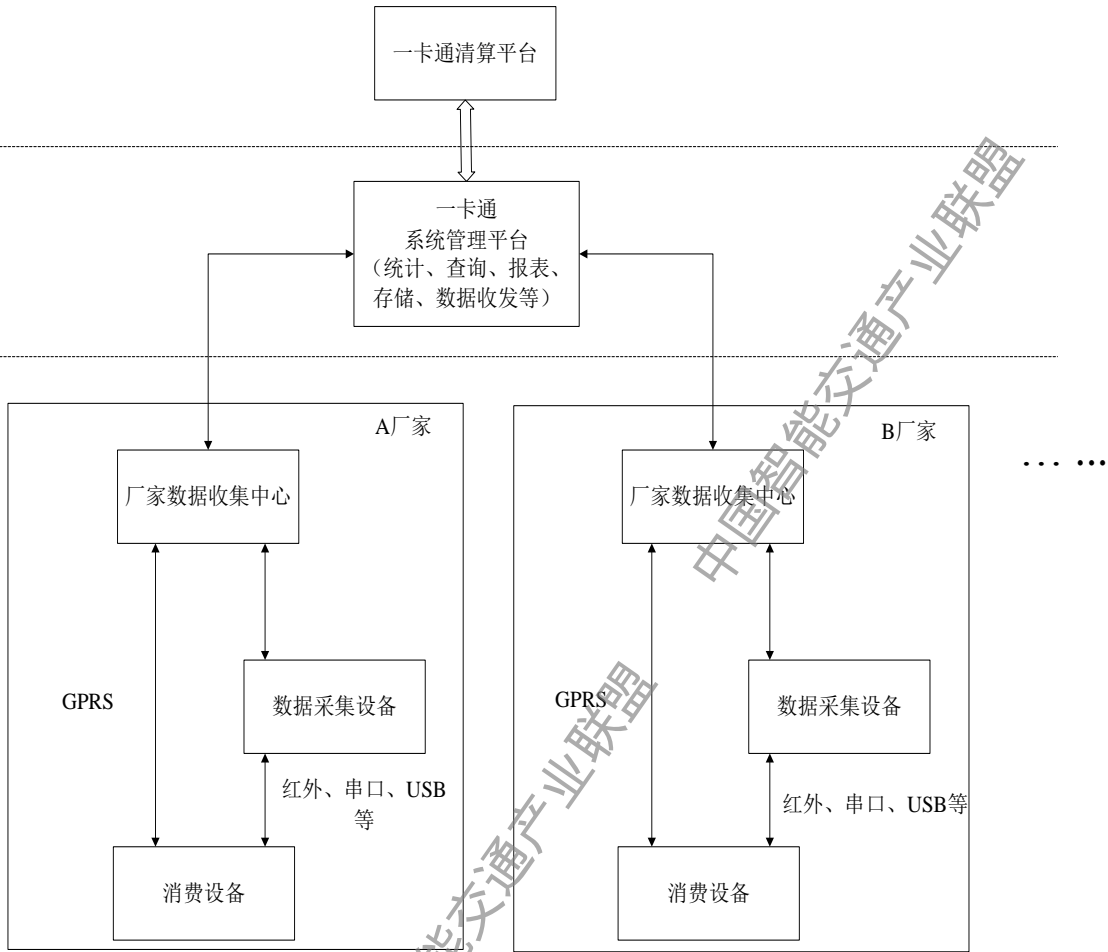 一卡通清算平台
一卡通
系统管理平台
（统计、查询、报表、
存储、数据收发等）
A厂家
厂家数据收集中心
GPRS
数据采集设备
红外、串口、USB
等
消费设备
B厂家
厂家数据收集中心
GPRS
数据采集设备
红外、串口、USB等
消费设备
... ...
中国智能交通产业联盟
能交通产业联盟